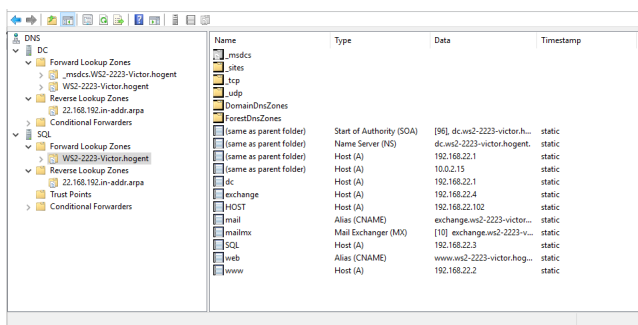 DNS
DC
Forward Lookup Zones
_msdcs.WS2-2223-Victor.hogent
WS2-2223-Victor.hogent
Reverse Lookup Zones
22.168.192.in-addr.arpa
Conditional Forwarders
SQL
Forward Lookup Zones
WS2-2223-Victor.hogent
Reverse Lookup Zones
22.168.192.in-addr.arpa
Trust Points
Conditional Forwarders
Name Type Data Timestamp
_msdcs
_sites
_tcp
_udp
DomainDnsZones
ForestDnsZones
(same as parent folder) Start of Authority (SOA) [96], dc.ws2-2223-victor.h... static
(same as parent folder) Name Server (NS) dc.ws2-2223-victor.hogent. static
(same as parent folder) Host (A) 192.168.22.1 static
(same as parent folder) Host (A) 10.0.2.15 static
dc Host (A) 192.168.22.1 static
exchange Host (A) 192.168.22.4 static
HOST Host (A) 192.168.22.102 static
mail Alias (CNAME) exchange.ws2-2223-victor... static
mailmx Mail Exchanger (MX) [10] exchange.ws2-2223-v... static
SQL Host (A) 192.168.22.3 static
web Alias (CNAME) www.ws2-2223-victor.hog... static
www Host (A) 192.168.22.2 static